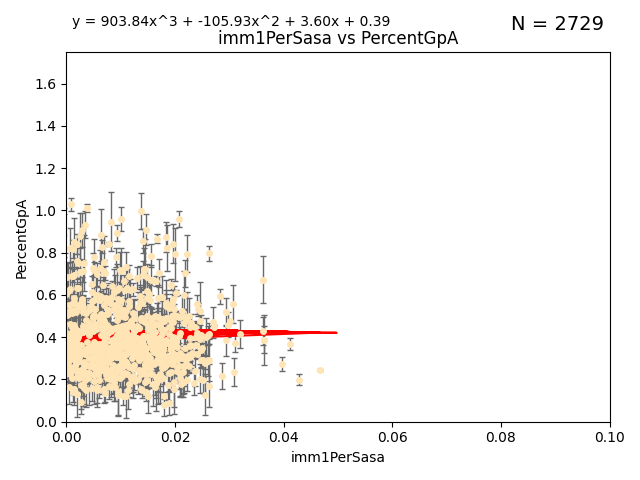 y = 903.84x^3 + -105.93x^2 + 3.60x + 0.39
N = 2729
imm1PerSasa vs PercentGpA
PercentGpA
1.6
1.4
1.2
1.0
0.8
0.6
0.4
0.2
0.0
0.00 0.02 0.04 0.06 0.08 0.10
imm1PerSasa